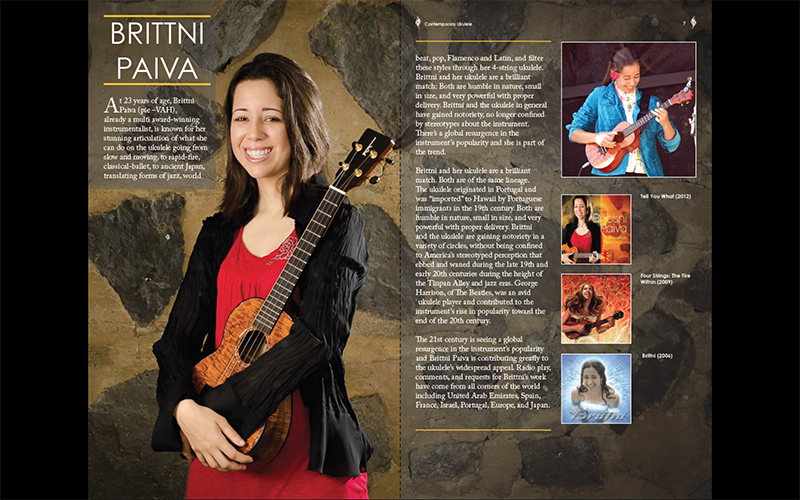 BRITTNI
PAIVA
At 23 years of age, Brittni
Paiva (pie –VAH),
already a multi award-winning
instrumentalist, is known for her
stunning articulation of what she
can do on the ukulele going from
slow and moving, to rapid-fire,
classical-ballet, to ancient Japan,
translating forms of jazz, world
Contemporary Ukulele
7
beat, pop, Flamenco and Latin, and filter
these styles through her 4-string ukulele.
Brittni and her ukulele are a brilliant
match: Both are humble in nature, small
in size, and very powerful with proper
delivery. Brittni and the ukulele in general
have gained notoriety, no longer confined
by stereotypes about the instrument.
There's a global resurgence in the
instrument's popularity and she is part of
the trend.
Brittni and her ukulele are a brilliant
match. Both are of the same lineage.
The ukulele originated in Portugal and
was "imported" to Hawaii by Portuguese
immigrants in the 19th century. Both are
humble in nature, small in size, and very
powerful with proper delivery. Brittni
and the ukulele are gaining notoriety in a
variety of circles, without being confined
to America's stereotyped perception that
ebbed and waned during the late 19th and
early 20th centuries during the height of
the Tinpan Alley and jazz eras. George
Harrison, of The Beatles, was an avid
`ukulele player and contributed to the
instrument's rise in popularity toward the
end of the 20th century.
The 21st century is seeing a global
resurgence in the instrument's popularity
and Brittni Paiva is contributing greatly to
the ukulele's widespread appeal. Radio play,
comments, and requests for Brittni's work
have come from all corners of the world
including United Arab Emirates, Spain,
France, Israel, Portugal, Europe, and Japan.
Brittni
Paiva
Tell You What (2012)
Four Strings: The Fire
Within (2009)
Brittni
Brittni (2006)